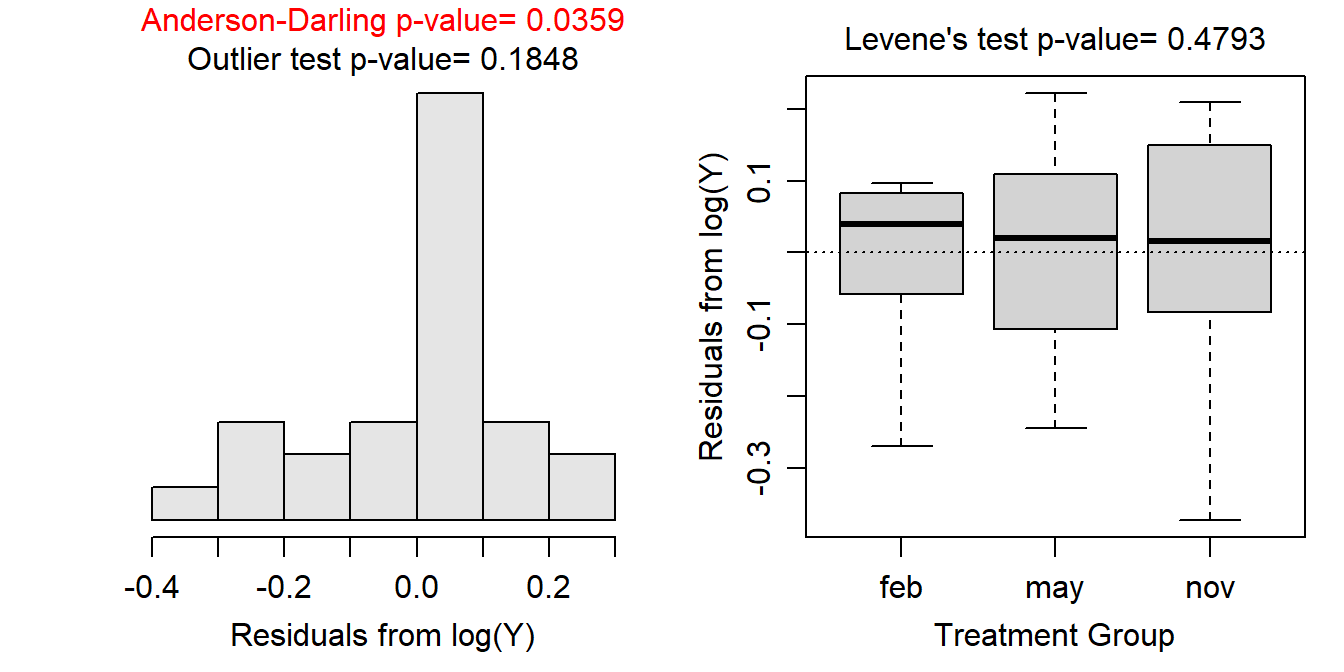 Anderson-Darling p-value= 0.0359
Outlier test p-value= 0.1848
-0.4 -0.2 0.0 0.2
Residuals from log(Y)
Levene's test p-value= 0.4793
Residuals from log(Y)
0.1
-0.1
-0.3
feb may nov
Treatment Group